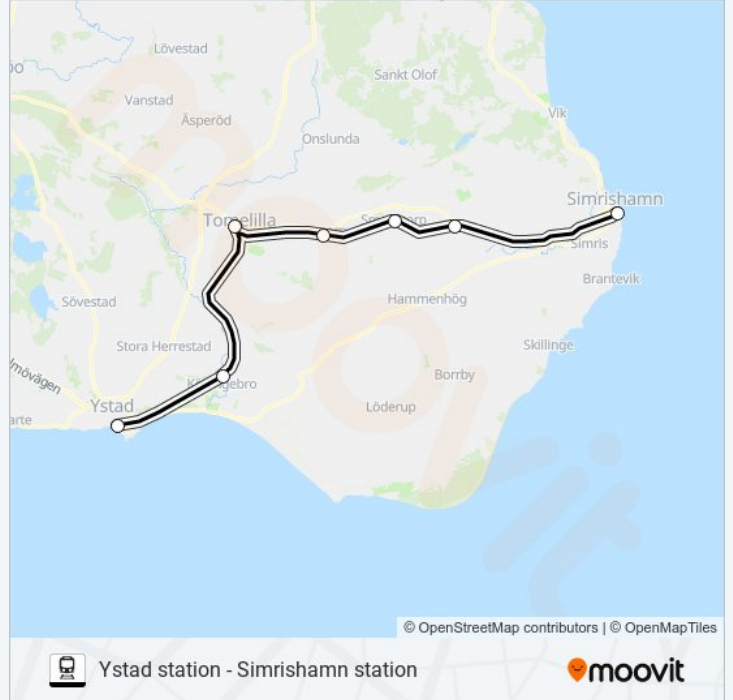 Lövestad
Sankt Olof
Vanstad
Vik
Äsperöd
Onslunda
Simrishamn
Tomelilla
Simris
Brantevik
Sövestad
Hammenhög
Stora Herrestad
Skillinge
Borrby
Ystad
Löderup
© OpenStreetMap contributors | © OpenMapTiles
Ystad station - Simrishamn station
moovit